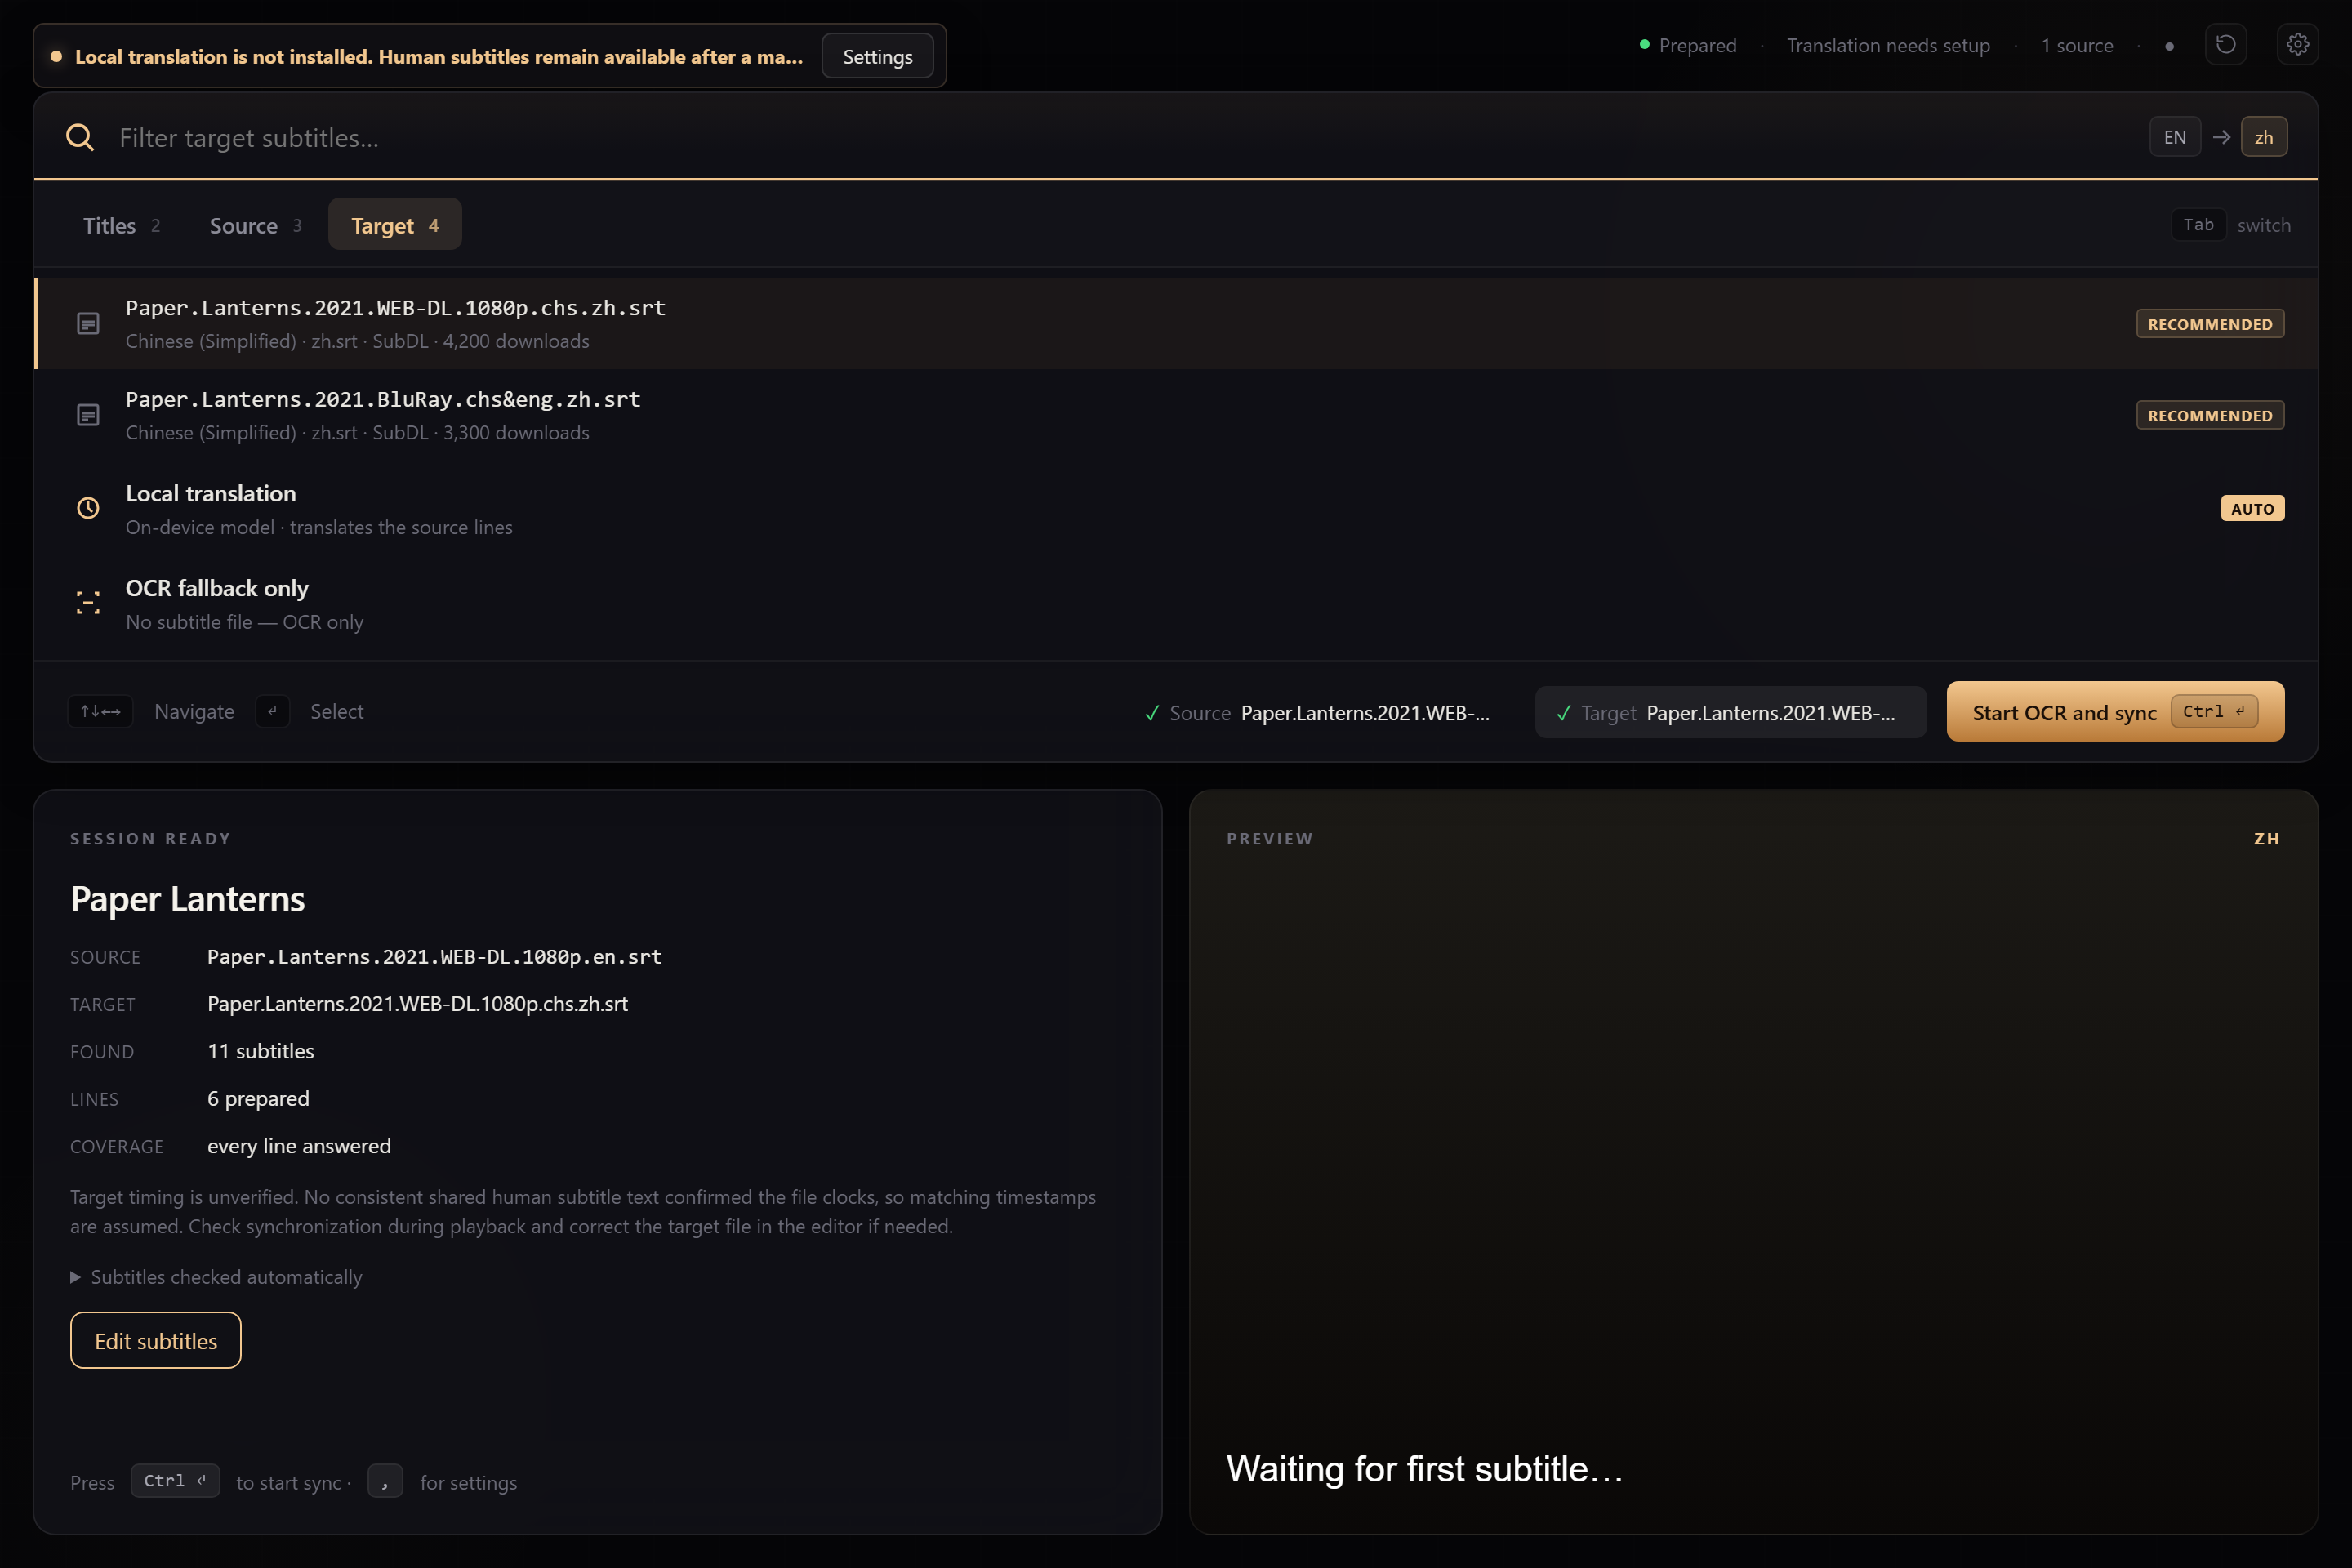 Local translation is not installed. Human subtitles remain available after a ma...
Settings
Prepared · Translation needs setup · 1 source ·
Filter target subtitles...
EN → zh
Titles 2 Source 3 Target 4
Tab switch
Paper.Lanterns.2021.WEB-DL.1080p.chs.zh.srt
Chinese (Simplified) · zh.srt · SubDL · 4,200 downloads
RECOMMENDED
Paper.Lanterns.2021.BluRay.chs&eng.zh.srt
Chinese (Simplified) · zh.srt · SubDL · 3,300 downloads
RECOMMENDED
Local translation
On-device model · translates the source lines
AUTO
OCR fallback only
No subtitle file — OCR only
↑↓←→ Navigate ↵ Select
✓ Source Paper.Lanterns.2021.WEB-...
✓ Target Paper.Lanterns.2021.WEB-...
Start OCR and sync Ctrl ↵
SESSION READY
Paper Lanterns
SOURCE Paper.Lanterns.2021.WEB-DL.1080p.en.srt
TARGET Paper.Lanterns.2021.WEB-DL.1080p.chs.zh.srt
FOUND 11 subtitles
LINES 6 prepared
COVERAGE every line answered
Target timing is unverified. No consistent shared human subtitle text confirmed the file clocks, so matching timestamps
are assumed. Check synchronization during playback and correct the target file in the editor if needed.
▶ Subtitles checked automatically
Edit subtitles
Press Ctrl ↵ to start sync · , for settings
PREVIEW
ZH
Waiting for first subtitle…